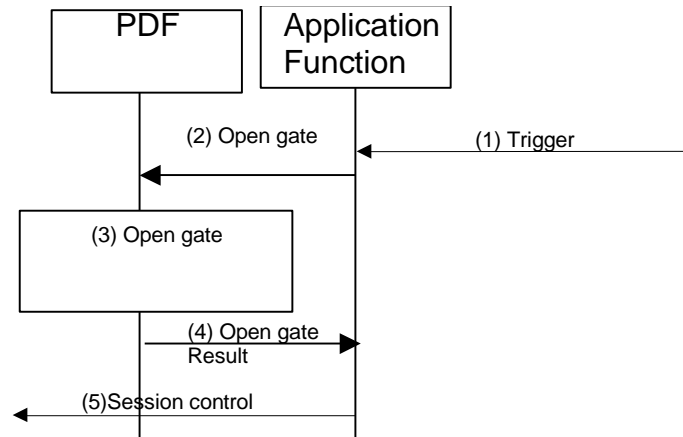 PDF
Application
Function
(2) Open gate
(1) Trigger
(3) Open gate
(4) Open gate
Result
(5)Session control